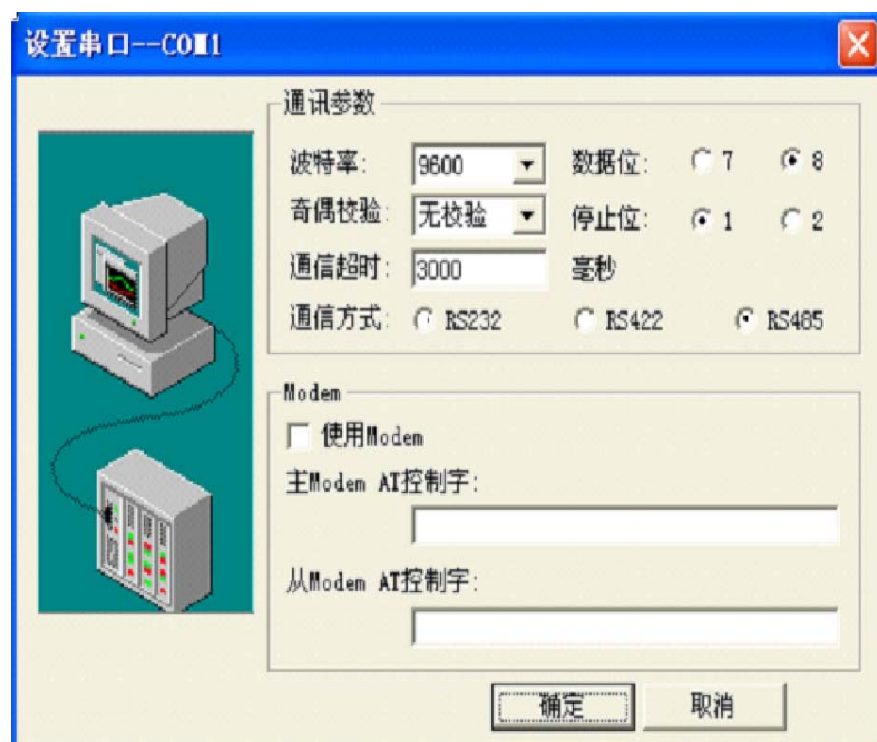 设置串口--COM1
通讯参数
波特率: 9600 数据位: 7 8
奇偶校验: 无校验 停止位: 1 2
通信超时: 3000 毫秒
通信方式: RS232 RS422 RS485
Modem
使用Modem
主Modem AT控制字:
从Modem AT控制字:
确定 取消